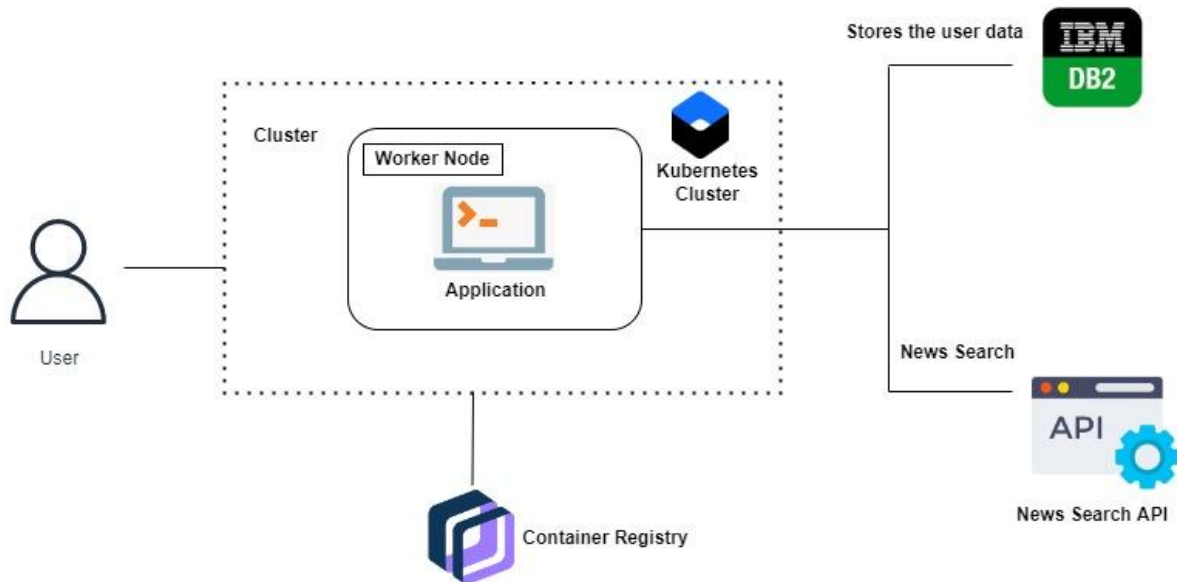 Stores the user data
IBM
DB2
Cluster
Worker Node
Kubernetes
Cluster
Application
User
News Search
API
News Search API
Container Registry